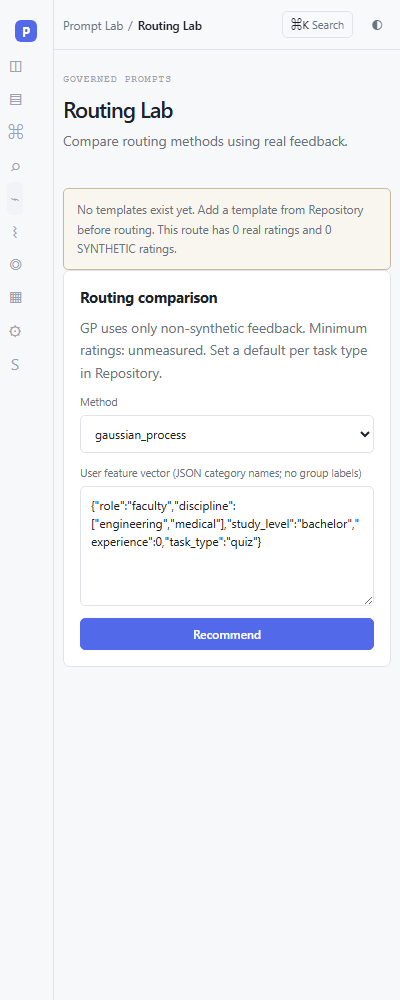 p
Prompt Lab / Routing Lab
⌘K Search
GOVERNED PROMPTS
Routing Lab
Compare routing methods using real feedback.
No templates exist yet. Add a template from Repository
before routing. This route has 0 real ratings and 0
SYNTHETIC ratings.
Routing comparison
GP uses only non-synthetic feedback. Minimum
ratings: unmeasured. Set a default per task type
in Repository.
Method
gaussian_process
User feature vector (JSON category names; no group labels)
{"role":"faculty","discipline":
["engineering","medical"],"study_level":"bachelor","
experience":0,"task_type":"quiz"}
Recommend
S